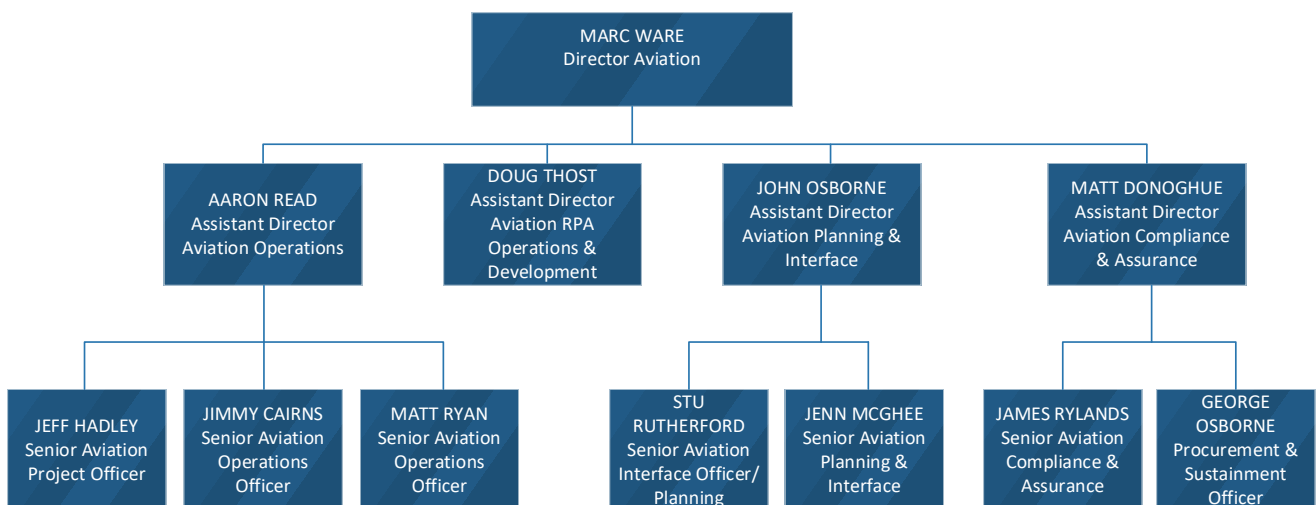 MARC WARE
Director Aviation
AARON READ
Assistant Director
Aviation Operations
DOUG THOST
Assistant Director
Aviation RPA
Operations &
Development
JOHN OSBORNE
Assistant Director
Aviation Planning &
Interface
MATT DONOGHUE
Assistant Director
Aviation Compliance
& Assurance
JEFF HADLEY
Senior Aviation
Project Officer
JIMMY CAIRNS
Senior Aviation
Operations
Officer
MATT RYAN
Senior Aviation
Operations
Officer
STU
RUTHERFORD
Senior Aviation
Interface Officer/
Planning
JENN MCGHEE
Senior Aviation
Planning &
Interface
JAMES RYLANDS
Senior Aviation
Compliance &
Assurance
GEORGE
OSBORNE
Procurement &
Sustainment
Officer